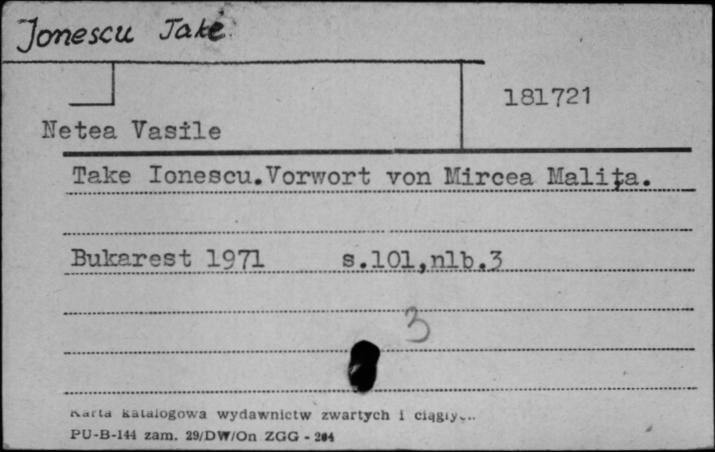 Jonescu Take
181721
Netea Vasile
Take Ionescu.Vorwort von Mircea Maliţa.
Bukarest 1971 s.101,nlb.3
3
Karta katalogowa wydawnictw zwartych i
PU-B-144 zam. 29/DW/On ZGG - 204